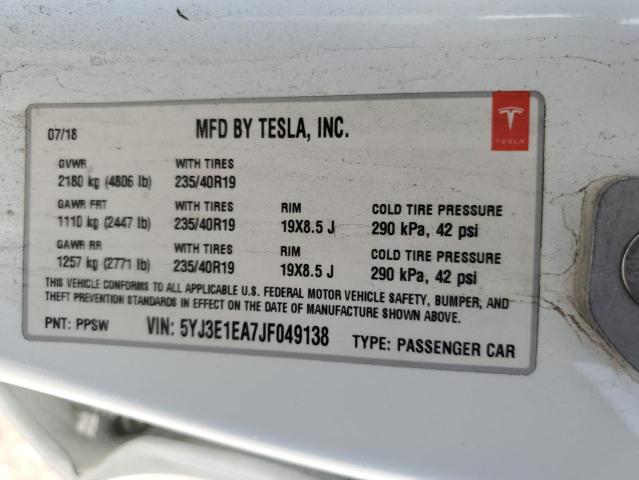 07/18 MFD BY TESLA, INC.
TESLA
GVWR WITH TIRES
2180 kg (4806 lb) 235/40R19
GAWR FRT WITH TIRES RIM COLD TIRE PRESSURE
1110 kg (2447 lb) 235/40R19 19X8.5 J 290 kPa, 42 psi
GAWR RR WITH TIRES RIM COLD TIRE PRESSURE
1257 kg (2771 lb) 235/40R19 19X8.5 J 290 kPa, 42 psi
THIS VEHICLE CONFORMS TO ALL APPLICABLE U.S. FEDERAL MOTOR VEHICLE SAFETY, BUMPER, AND
THEFT PREVENTION STANDARDS IN EFFECT ON THE DATE OF MANUFACTURE SHOWN ABOVE.
PNT: PPSW VIN: 5YJ3E1EA7JF049138 TYPE: PASSENGER CAR